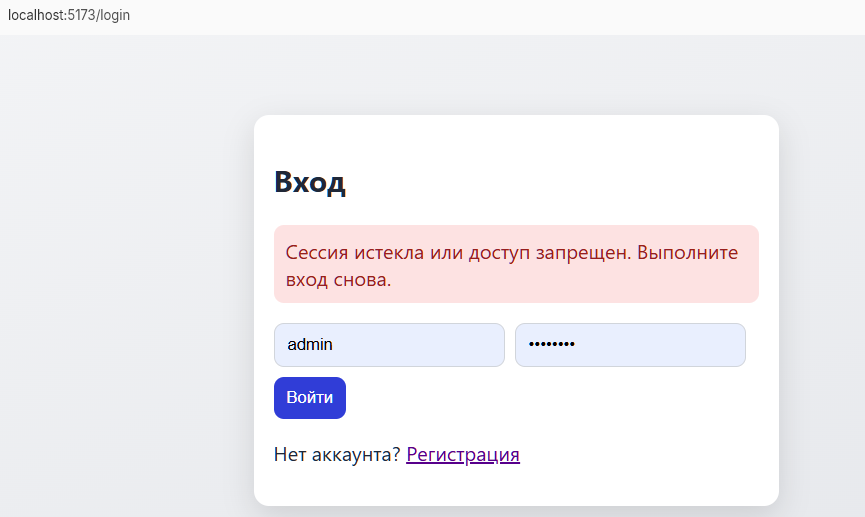 localhost:5173/login
Вход
Сессия истекла или доступ запрещен. Выполните
вход снова.
admin ••••••••
Войти
Нет аккаунта? Регистрация